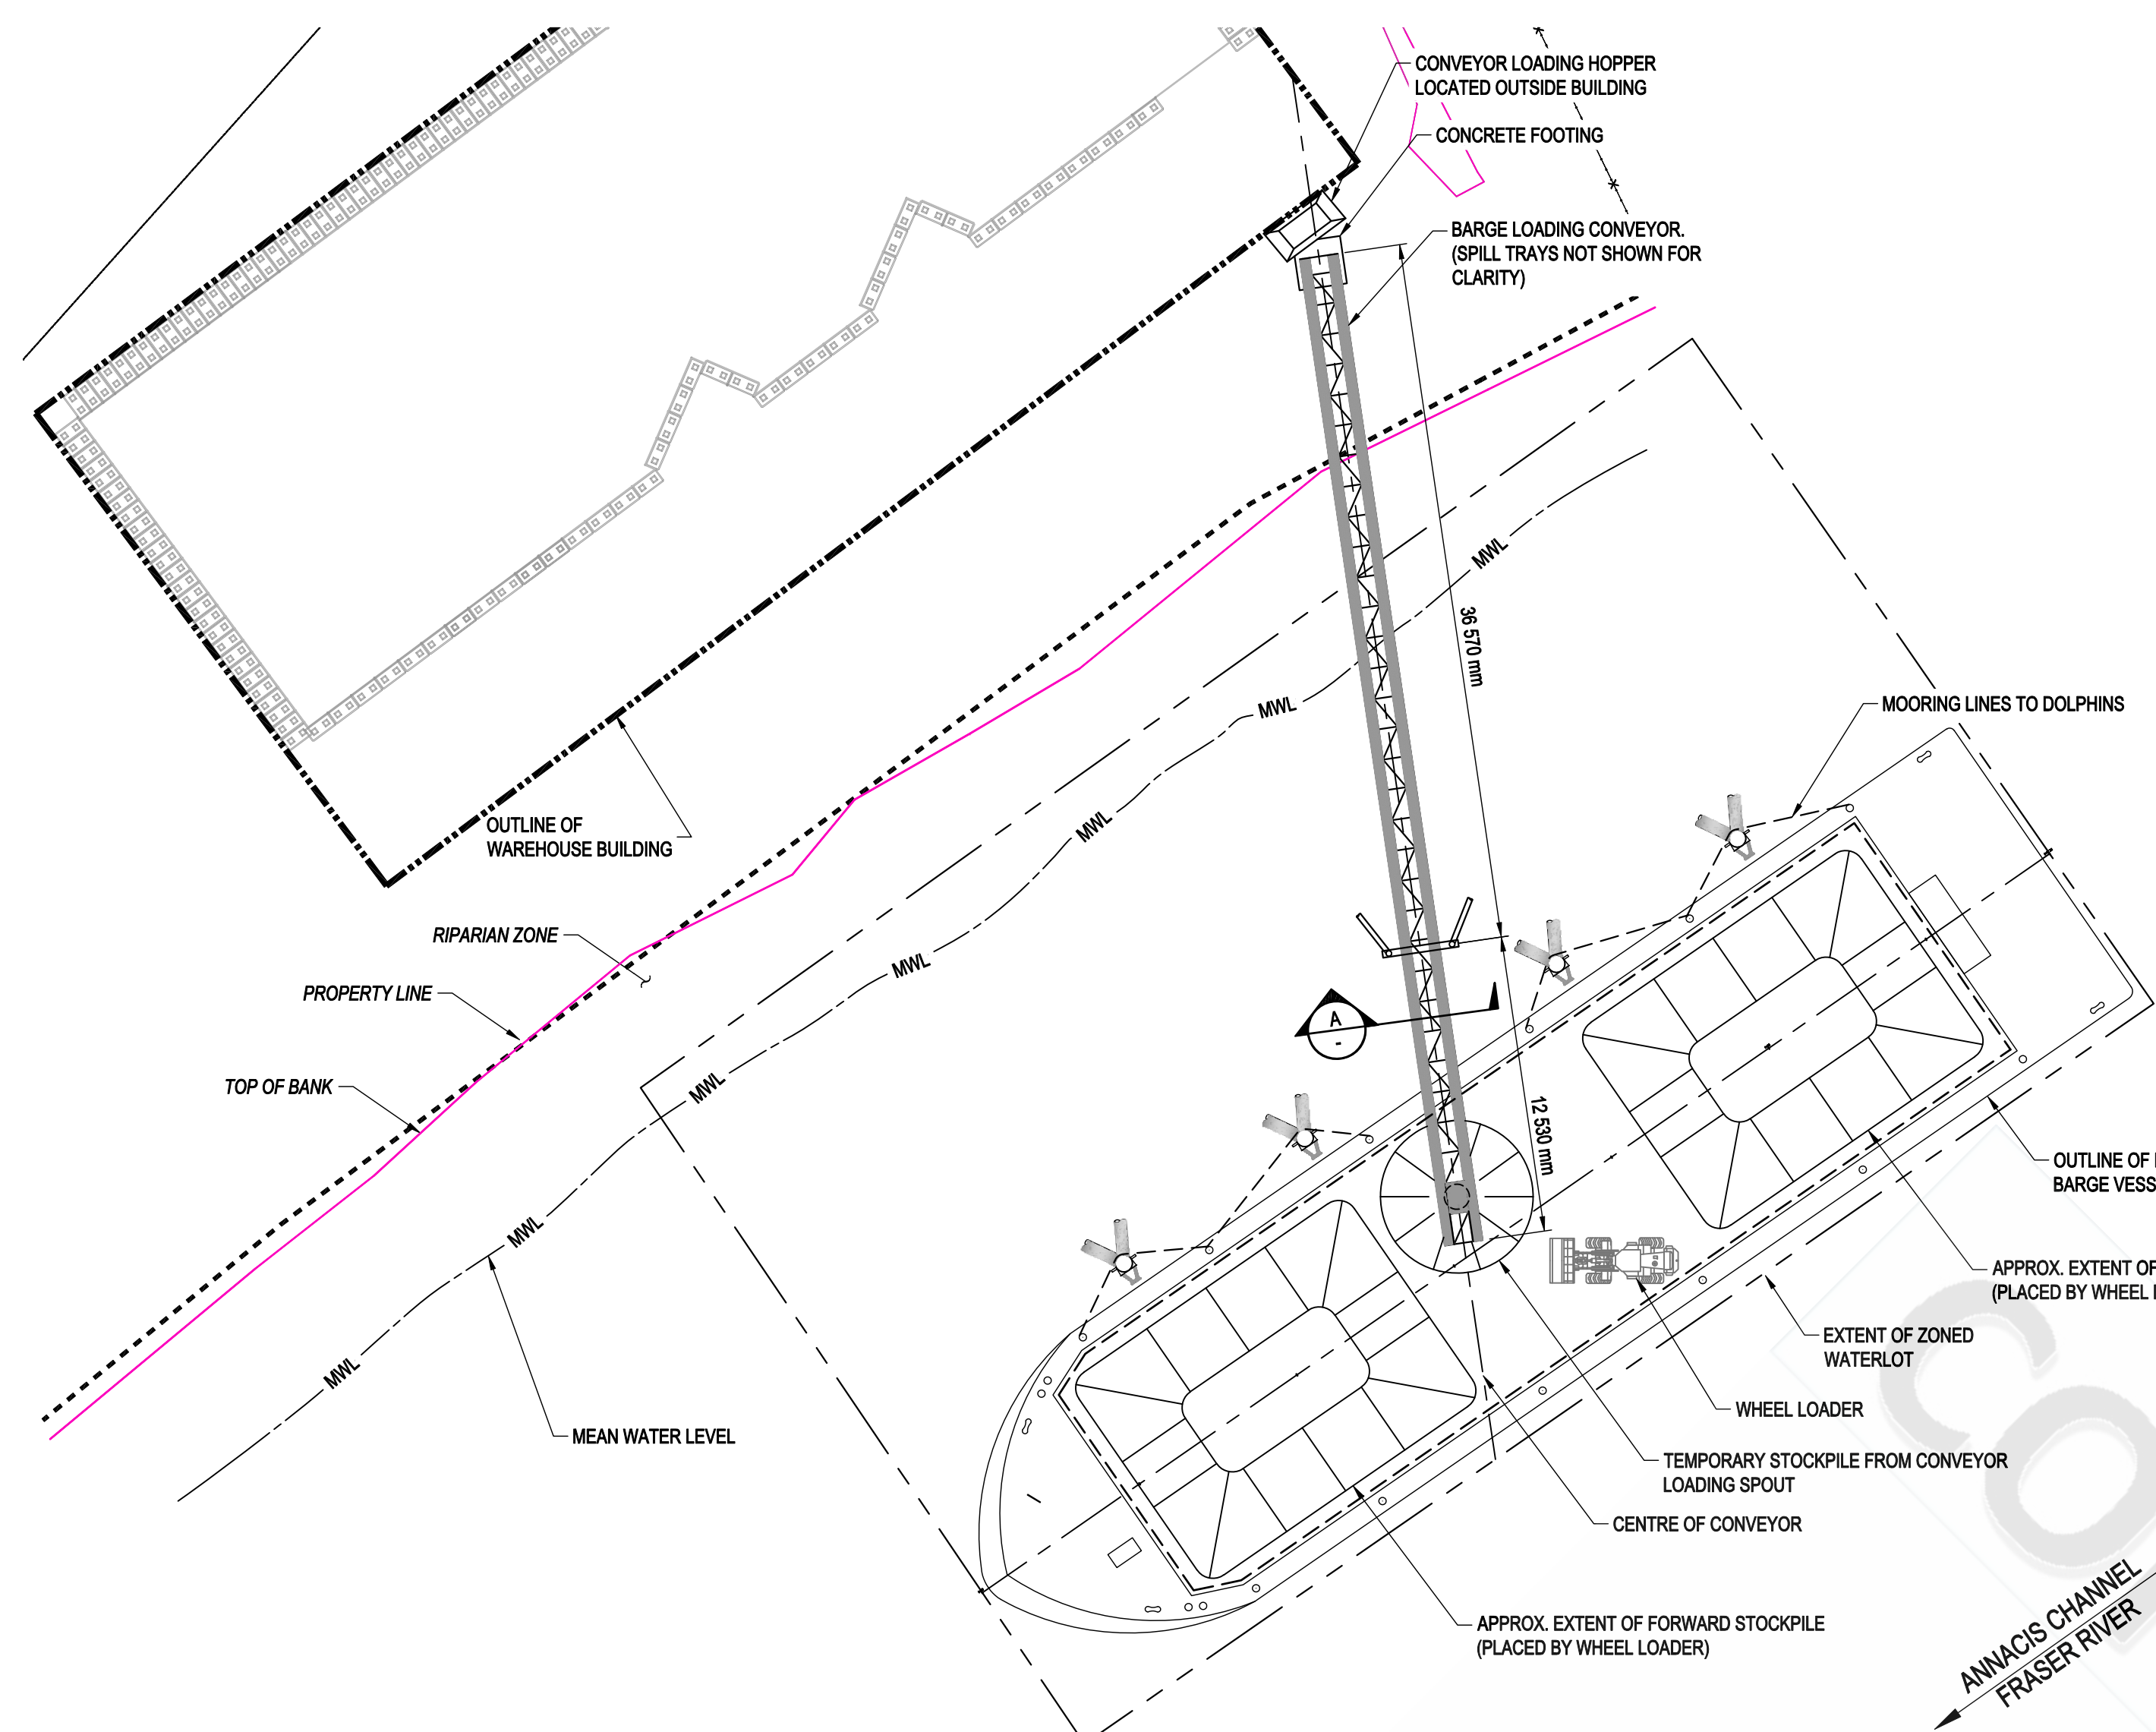 CONVEYOR LOADING HOPPER
LOCATED OUTSIDE BUILDING
CONCRETE FOOTING
BARGE LOADING CONVEYOR.
(SPILL TRAYS NOT SHOWN FOR
CLARITY)
MWL
36 570 mm
MOORING LINES TO DOLPHINS
MWL
MWL
OUTLINE OF
WAREHOUSE BUILDING
RIPARIAN ZONE
MWL
PROPERTY LINE
A
-
TOP OF BANK
MWL
12 530 mm
OUTLINE OF
BARGE VESS
MWL
APPROX. EXTENT OF
(PLACED BY WHEEL
EXTENT OF ZONED
WATERLOT
MWL
WHEEL LOADER
MEAN WATER LEVEL
TEMPORARY STOCKPILE FROM CONVEYOR
LOADING SPOUT
CENTRE OF CONVEYOR
APPROX. EXTENT OF FORWARD STOCKPILE
(PLACED BY WHEEL LOADER)
ANNACIS CHANNEL
FRASER RIVER
CO